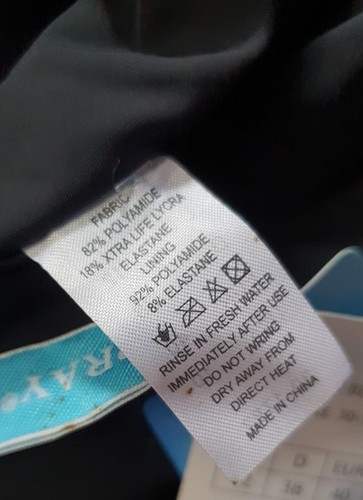 FABRIC
82% POLYAMIDE
18% XTRA LIFE LYCRA
ELASTANE
LINING
92% POLYAMIDE
8% ELASTANE
RINSE IN FRESH WATER
IMMEDIATELY AFTER USE
DO NOT WRING
DRY AWAY FROM
DIRECT HEAT
MADE IN CHINA
RAY®
D